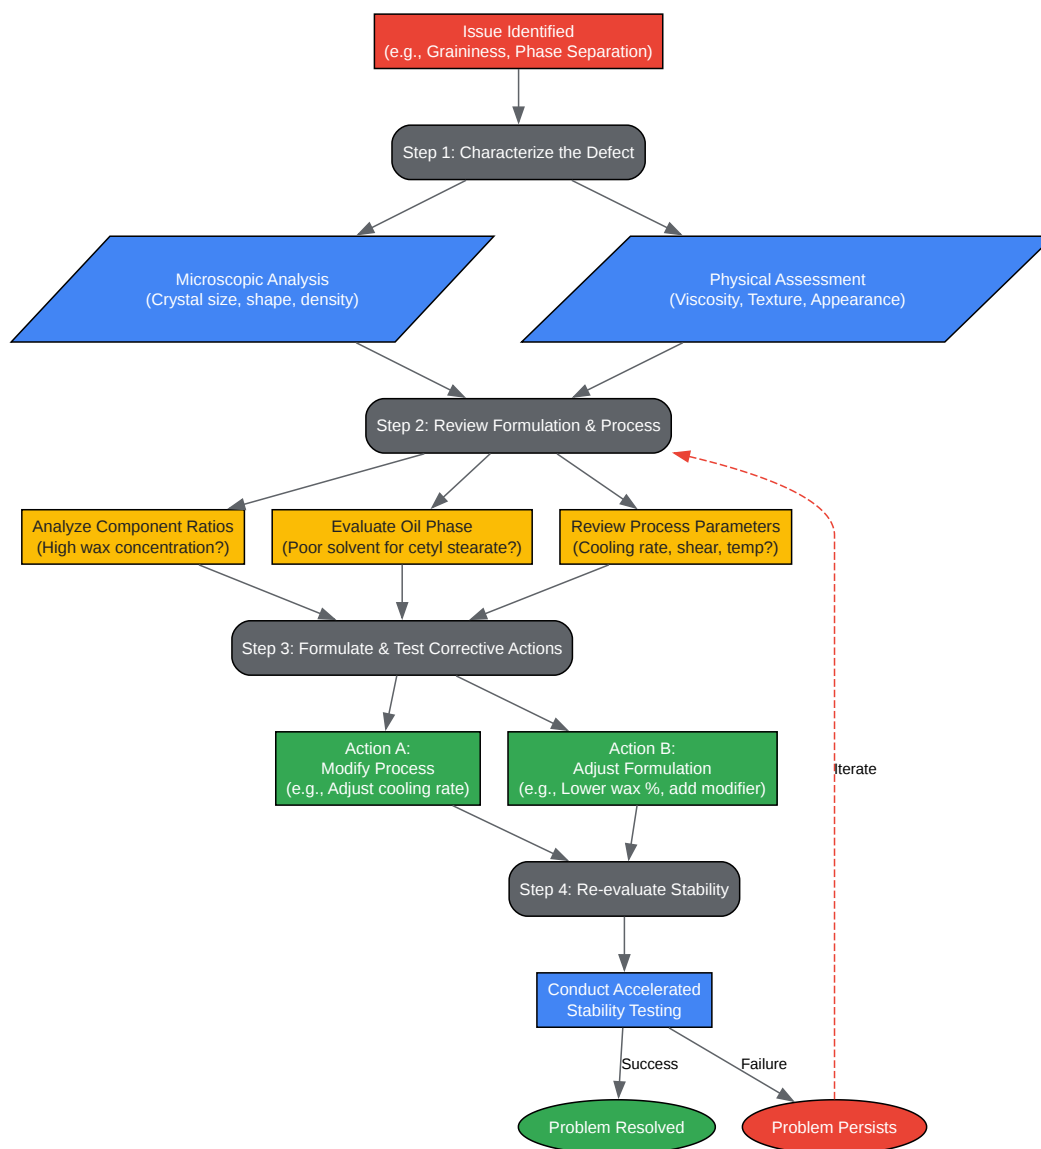 Issue Identified
(e.g., Graininess, Phase Separation)
Step 1: Characterize the Defect
Microscopic Analysis
(Crystal size, shape, density)
Physical Assessment
(Viscosity, Texture, Appearance)
Step 2: Review Formulation & Process
Analyze Component Ratios
(High wax concentration?)
Evaluate Oil Phase
(Poor solvent for cetyl stearate?)
Review Process Parameters
(Cooling rate, shear, temp?)
Step 3: Formulate & Test Corrective Actions
Action A:
Modify Process
(e.g., Adjust cooling rate)
Action B:
Adjust Formulation
(e.g., Lower wax %, add modifier)
Iterate
Step 4: Re-evaluate Stability
Conduct Accelerated
Stability Testing
Success
Failure
Problem Resolved
Problem Persists